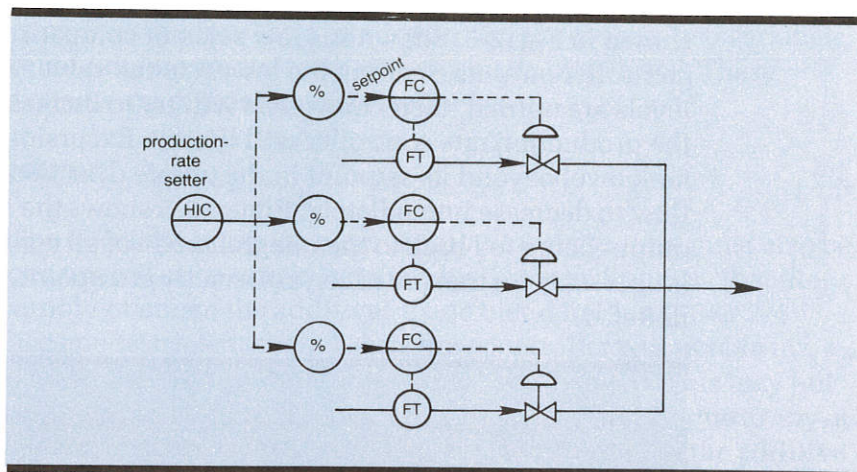 %
setpoint
FC
FT
production-
rate
setter
HIC
%
FC
FT
%
FC
FT